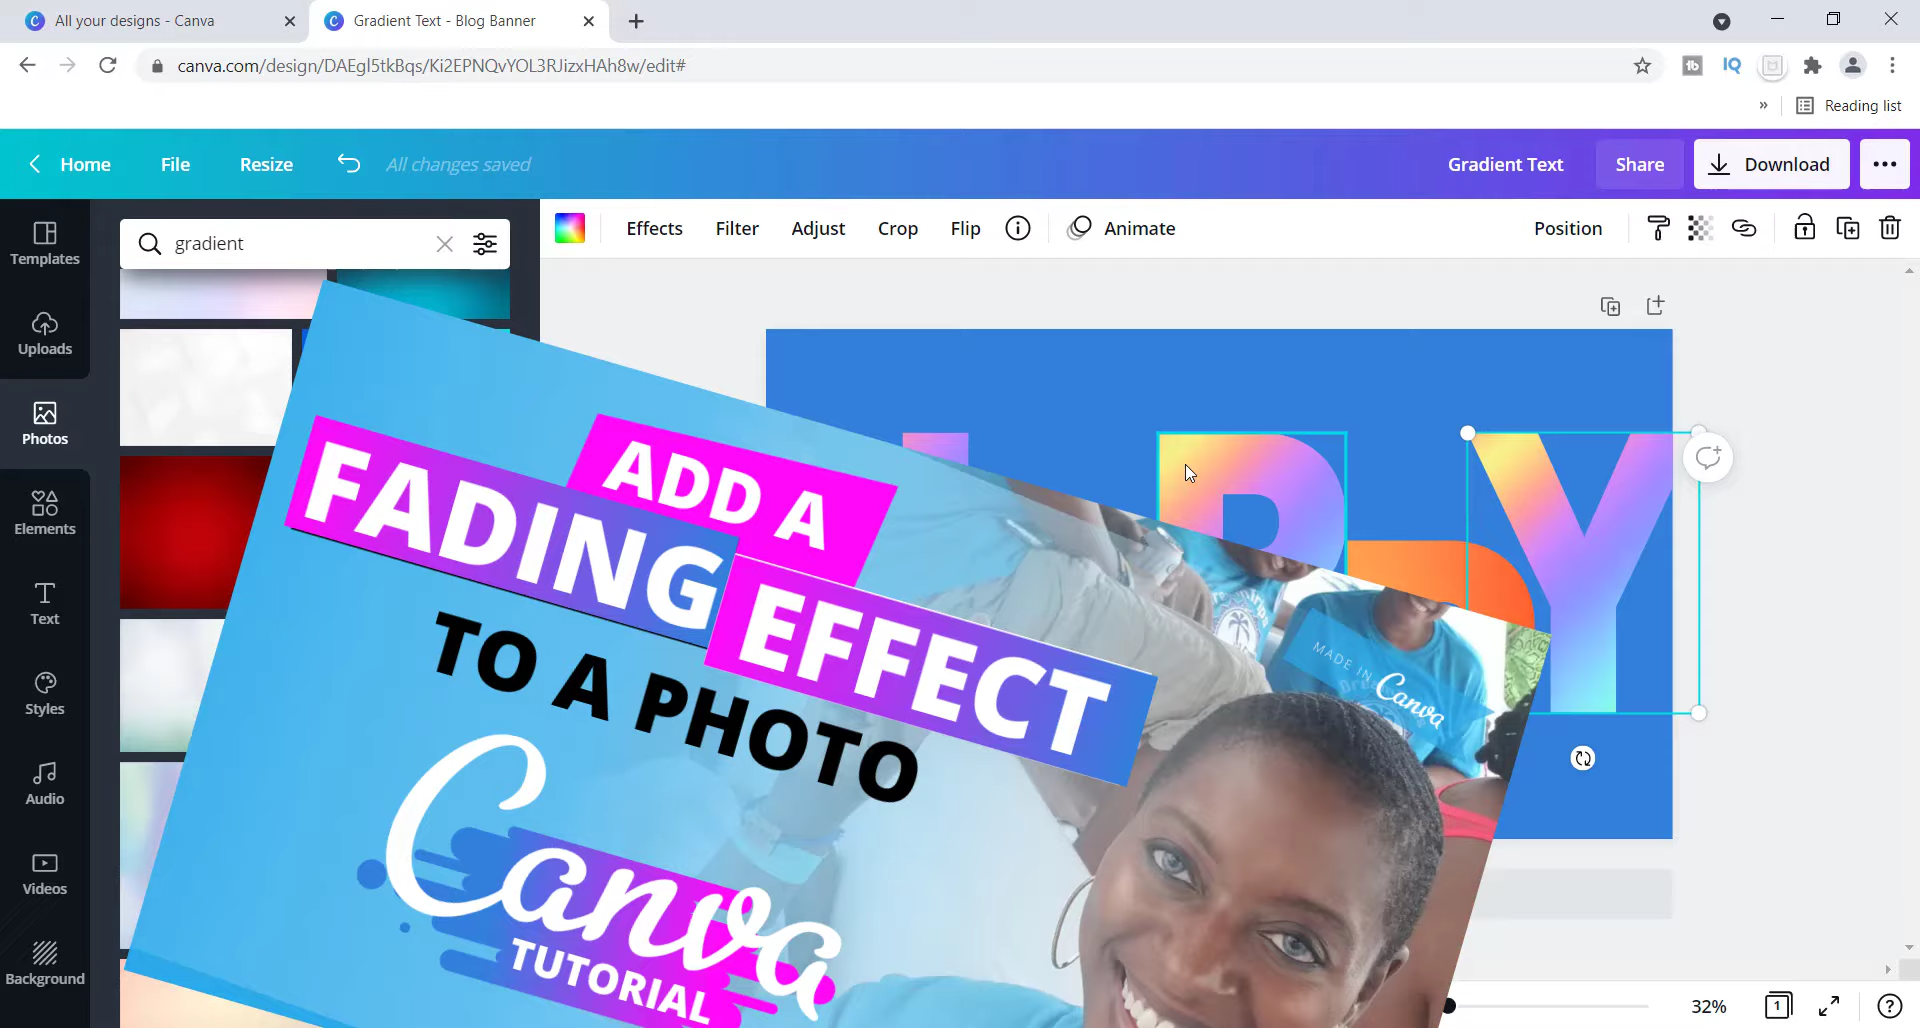 All your designs - Canva
Gradient Text - Blog Banner
canva.com/design/DAEgl5tkBqs/Ki2EPNQvYOL3RJizxHAh8w/edit#
tb
IQ
»
Reading list
Home
File
Resize
All changes saved
Gradient Text
Share
Download
gradient
Effects
Filter
Adjust
Crop
Flip
Animate
Position
Templates
Uploads
Photos
Elements
Text
Styles
Audio
Videos
Background
R
Y
ADD A
FADING
EFFECT
TO A PHOTO
Canva
TUTORIAL
MADE IN
Canva
32%
1